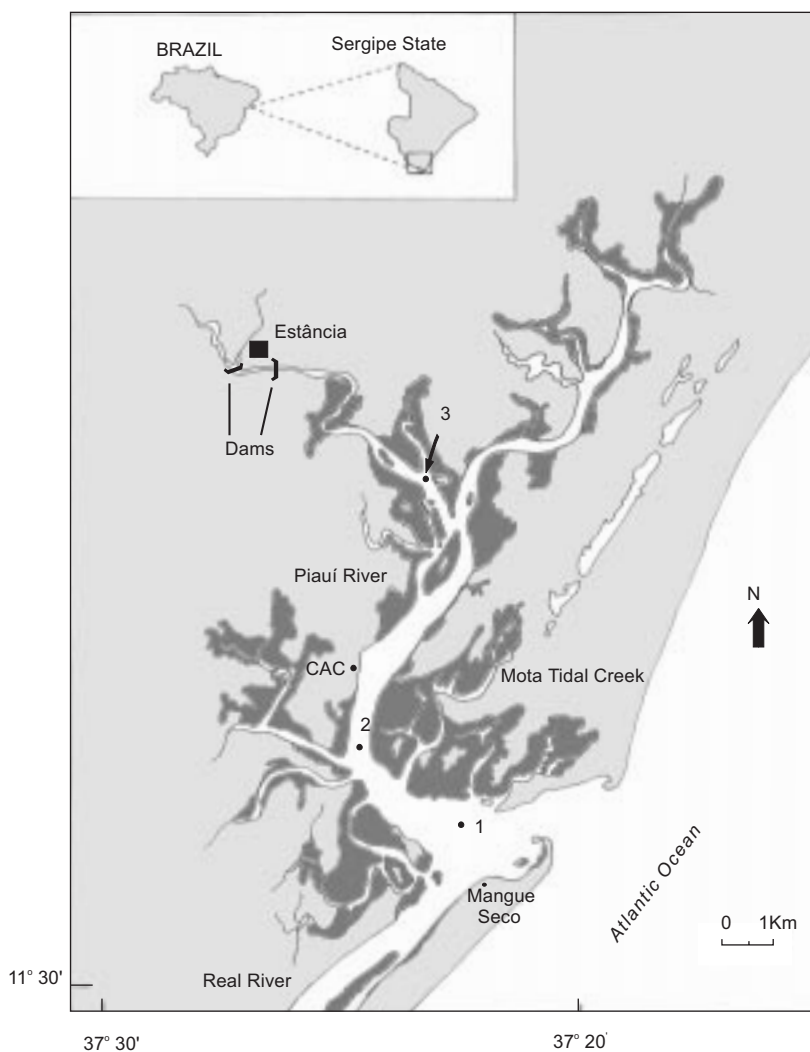 BRAZIL
Sergipe State
Estância
Dams
3
Piauí River
N
CAC
Mota Tidal Creek
2
1
Mangue
Seco
Atlantic Ocean
0 1Km
Real River
11° 30'
37° 30'
37° 20'